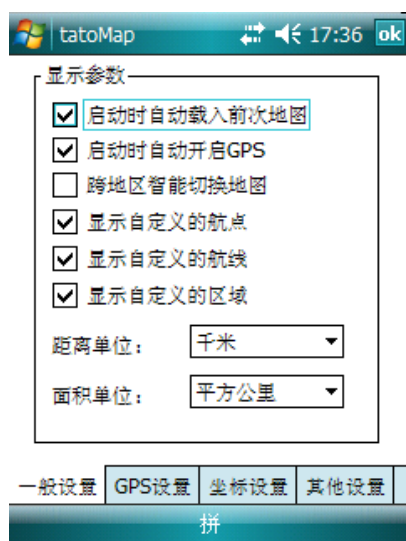 tatoMap 17:36 ok
显示参数
启动时自动载入前次地图
启动时自动开启GPS
跨地区智能切换地图
显示自定义的航点
显示自定义的航线
显示自定义的区域
距离单位: 千米
面积单位: 平方公里
一般设置 GPS设置 坐标设置 其他设置
拼